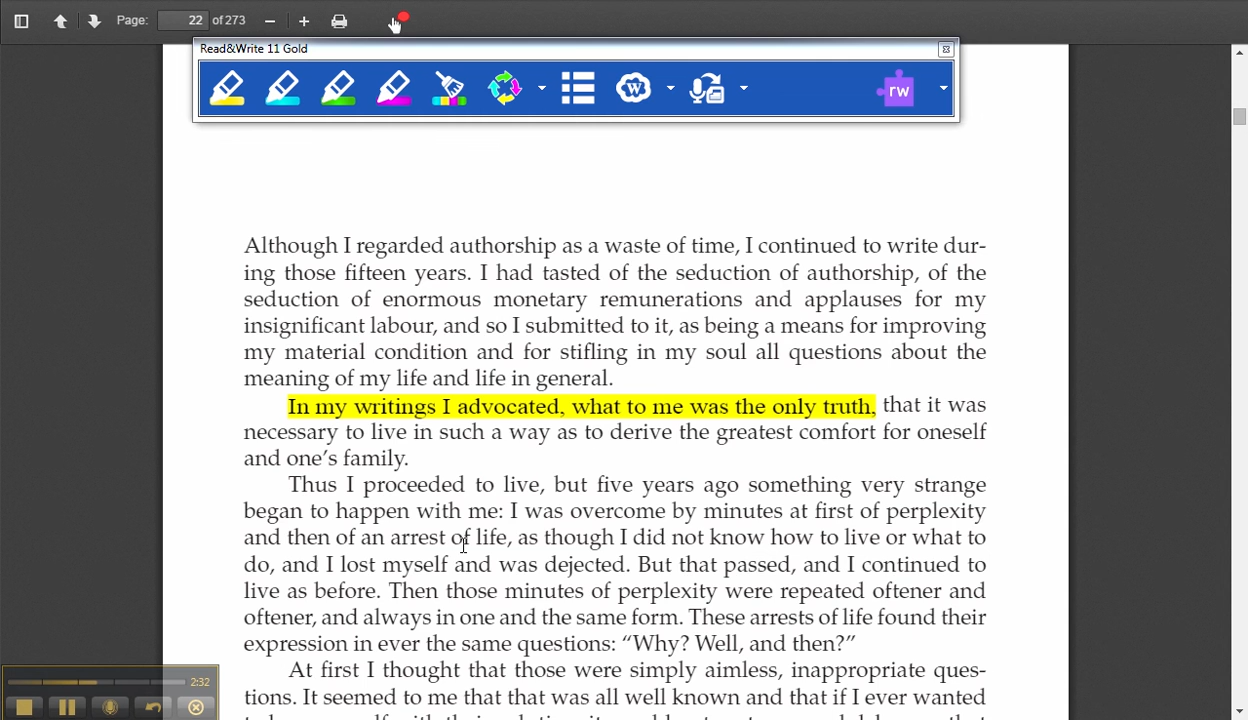 Page: 22 of 273
Read&Write 11 Gold
W
rw
Although I regarded authorship as a waste of time, I continued to write dur-
ing those fifteen years. I had tasted of the seduction of authorship, of the
seduction of enormous monetary remunerations and applauses for my
insignificant labour, and so I submitted to it, as being a means for improving
my material condition and for stifling in my soul all questions about the
meaning of my life and life in general.
In my writings I advocated, what to me was the only truth, that it was
necessary to live in such a way as to derive the greatest comfort for oneself
and one's family.
Thus I proceeded to live, but five years ago something very strange
began to happen with me: I was overcome by minutes at first of perplexity
and then of an arrest of life, as though I did not know how to live or what to
do, and I lost myself and was dejected. But that passed, and I continued to
live as before. Then those minutes of perplexity were repeated oftener and
oftener, and always in one and the same form. These arrests of life found their
expression in ever the same questions: “Why? Well, and then?”
At first I thought that those were simply aimless, inappropriate ques-
tions. It seemed to me that that was all well known and that if I ever wanted
2:32